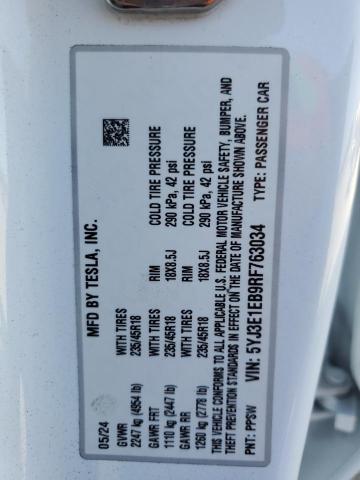 MFD BY TESLA, INC.
05/24
GVWR
2247 kg (4954 lb)
WITH TIRES
235/45R18
RIM
18X8.5J
COLD TIRE PRESSURE
290 kPa, 42 psi
GAWR FRT
1110 kg (2447 lb)
WITH TIRES
235/45R18
RIM
18X8.5J
COLD TIRE PRESSURE
290 kPa, 42 psi
GAWR RR
1260 kg (2778 lb)
THIS VEHICLE CONFORMS TO ALL APPLICABLE U.S. FEDERAL MOTOR VEHICLE SAFETY, BUMPER, AND
THEFT PREVENTION STANDARDS IN EFFECT ON THE DATE OF MANUFACTURE SHOWN ABOVE.
PNT: PPSW
VIN: 5YJ3E1EB9RF763034
TYPE: PASSENGER CAR